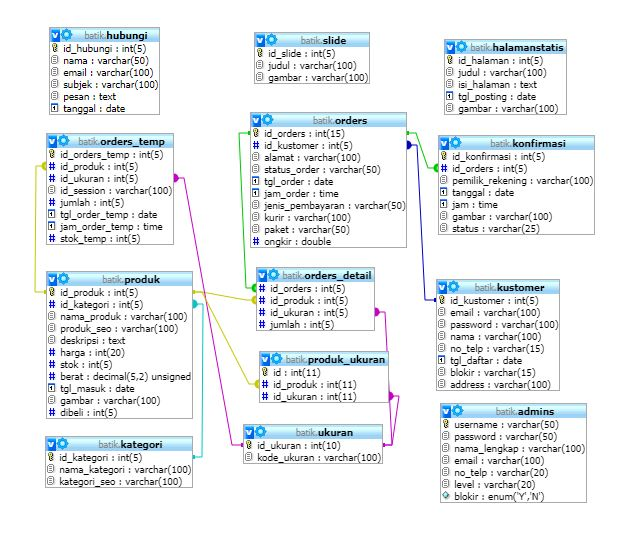 batik.hubungi
id_hubungi : int(5)
nama : varchar(50)
email : varchar(100)
subjek : varchar(100)
pesan : text
tanggal : date
batik.slide
id_slide : int(5)
judul : varchar(100)
gambar : varchar(100)
batik.halamanstatis
id_halaman : int(5)
judul : varchar(100)
isi_halaman : text
tgl_posting : date
gambar : varchar(100)
batik.orders_temp
id_orders_temp : int(5)
id_produk : int(5)
id_ukuran : int(5)
id_session : varchar(100)
jumlah : int(5)
tgl_order_temp : date
jam_order_temp : time
stok_temp : int(5)
batik.orders
id_orders : int(15)
id_kustomer : int(5)
alamat : varchar(100)
status_order : varchar(50)
tgl_order : date
jam_order : time
jenis_pembayaran : varchar(50)
kurir : varchar(100)
paket : varchar(50)
ongkir : double
batik.konfirmasi
id_konfirmasi : int(5)
id_orders : int(5)
pemilik_rekening : varchar(100)
tanggal : date
jam : time
gambar : varchar(100)
status : varchar(25)
batik.produk
id_produk : int(5)
id_kategori : int(5)
nama_produk : varchar(100)
produk_seo : varchar(100)
deskripsi : text
harga : int(20)
stok : int(5)
berat : decimal(5,2) unsigned
tgl_masuk : date
gambar : varchar(100)
dibeli : int(5)
batik.orders_detail
id_orders : int(5)
id_produk : int(5)
id_ukuran : int(5)
jumlah : int(5)
batik.kustomer
id_kustomer : int(5)
email : varchar(100)
password : varchar(100)
nama : varchar(100)
no_telp : varchar(15)
tgl_daftar : date
blokir : varchar(15)
address : varchar(100)
batik.produk_ukuran
id : int(11)
id_produk : int(11)
id_ukuran : int(11)
batik.kategori
id_kategori : int(5)
nama_kategori : varchar(100)
kategori_seo : varchar(100)
batik.ukuran
id_ukuran : int(10)
kode_ukuran : varchar(100)
batik.admins
username : varchar(50)
password : varchar(50)
nama_lengkap : varchar(100)
email : varchar(100)
no_telp : varchar(20)
level : varchar(20)
blokir : enum('Y','N')